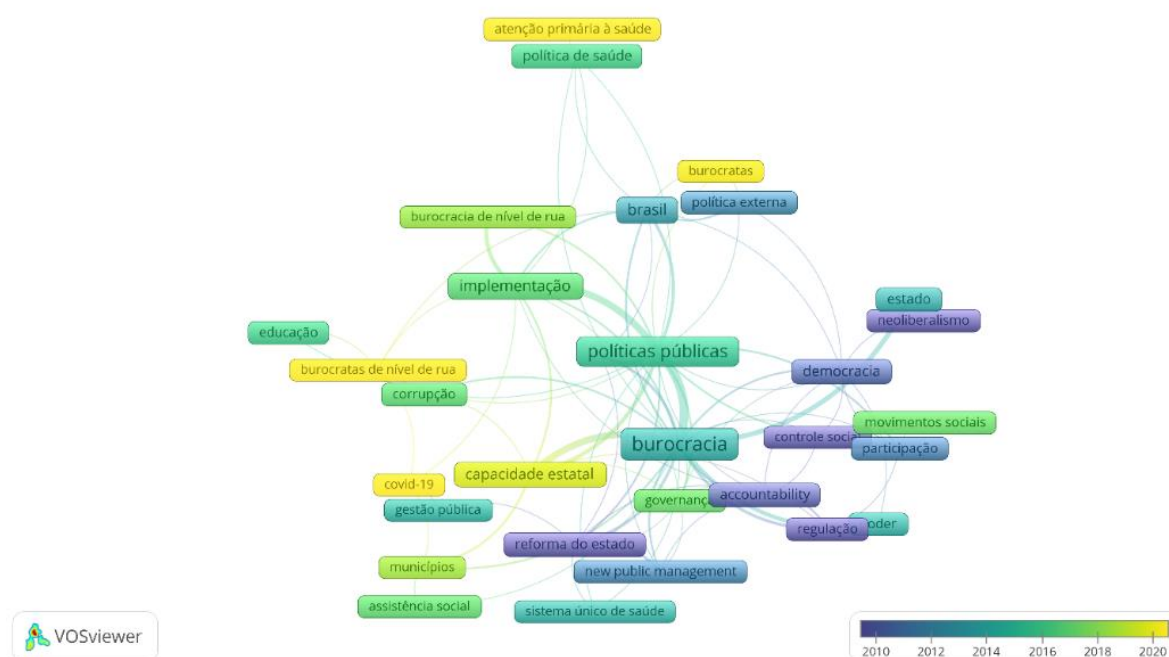 atenção primária à saúde
política de saúde
burocratas
política externa
brasil
burocracia de nível de rua
implementação
estado
neoliberalismo
educação
políticas públicas
burocratas de nível de rua
democracia
corrupção
movimentos sociais
controle social
participação
burocracia
capacidade estatal
covid-19
accountability
governança
gestão pública
regulação
oder
reforma do estado
municípios
new public management
assistência social
sistema único de saúde
VOSviewer
2010 2012 2014 2016 2018 2020